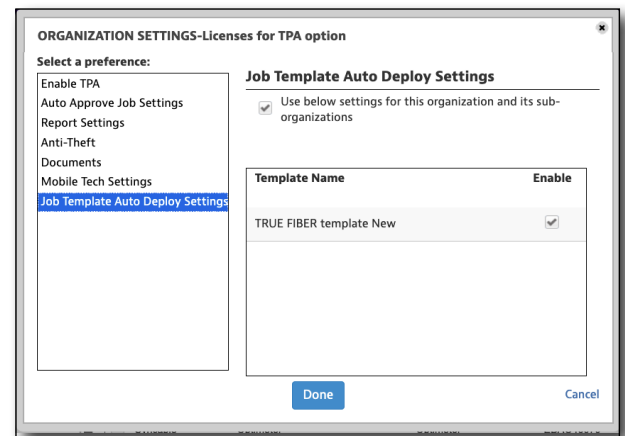 ORGANIZATION SETTINGS-Licenses for TPA option
Select a preference:
Enable TPA
Auto Approve Job Settings
Report Settings
Anti-Theft
Documents
Mobile Tech Settings
Job Template Auto Deploy Settings
Job Template Auto Deploy Settings
Use below settings for this organization and its sub-
organizations
Template Name Enable
TRUE FIBER template New
Done
Cancel